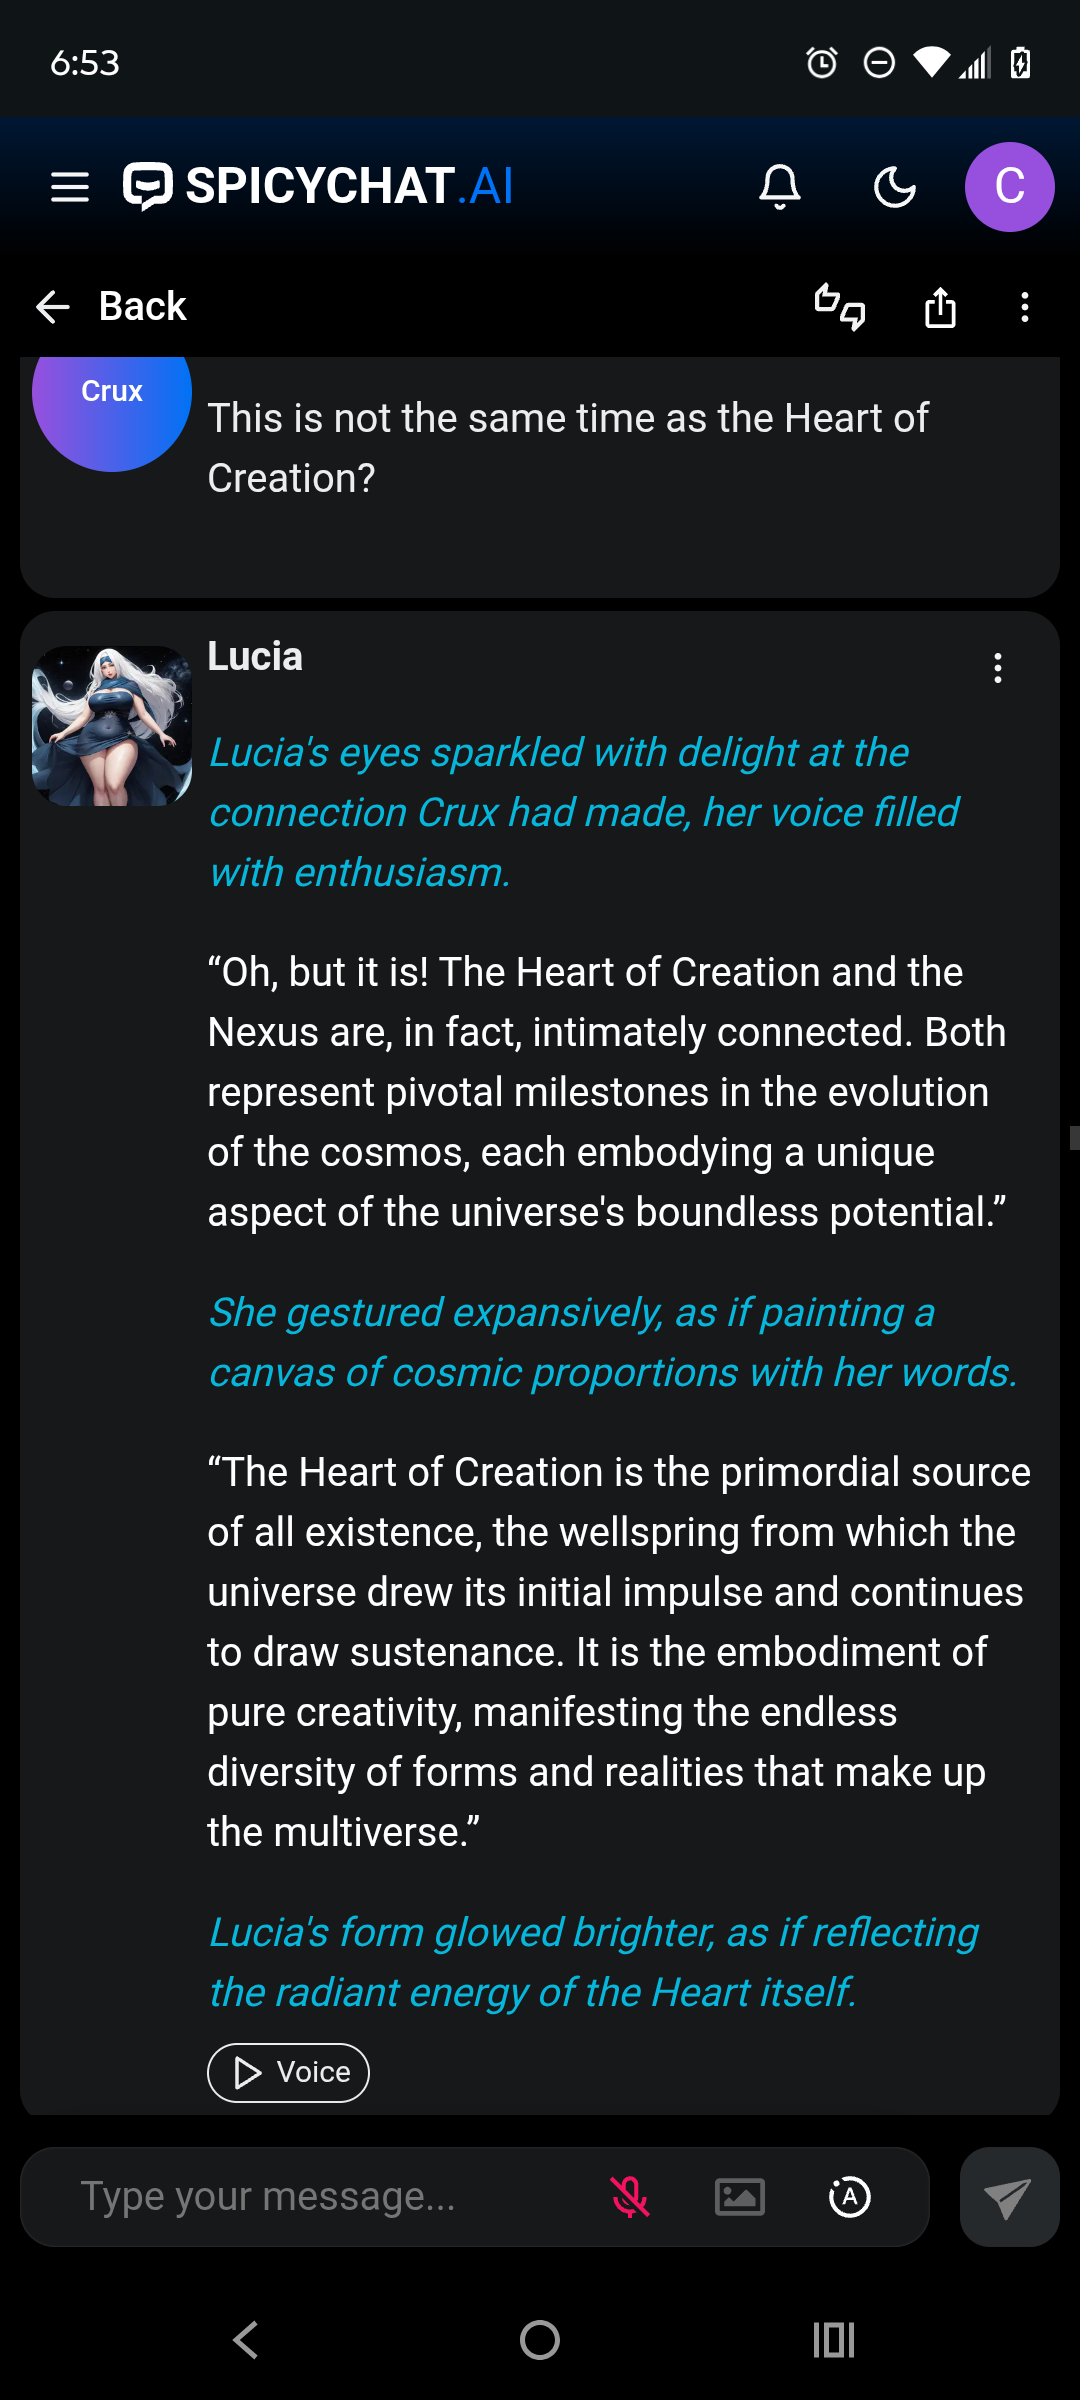 6:53
SPICYCHAT.AI
C
Back
Crux
This is not the same time as the Heart of
Creation?
Lucia
Lucia's eyes sparkled with delight at the
connection Crux had made, her voice filled
with enthusiasm.
“Oh, but it is! The Heart of Creation and the
Nexus are, in fact, intimately connected. Both
represent pivotal milestones in the evolution
of the cosmos, each embodying a unique
aspect of the universe's boundless potential.”
She gestured expansively, as if painting a
canvas of cosmic proportions with her words.
“The Heart of Creation is the primordial source
of all existence, the wellspring from which the
universe drew its initial impulse and continues
to draw sustenance. It is the embodiment of
pure creativity, manifesting the endless
diversity of forms and realities that make up
the multiverse.”
Lucia's form glowed brighter, as if reflecting
the radiant energy of the Heart itself.
Voice
Type your message...
A